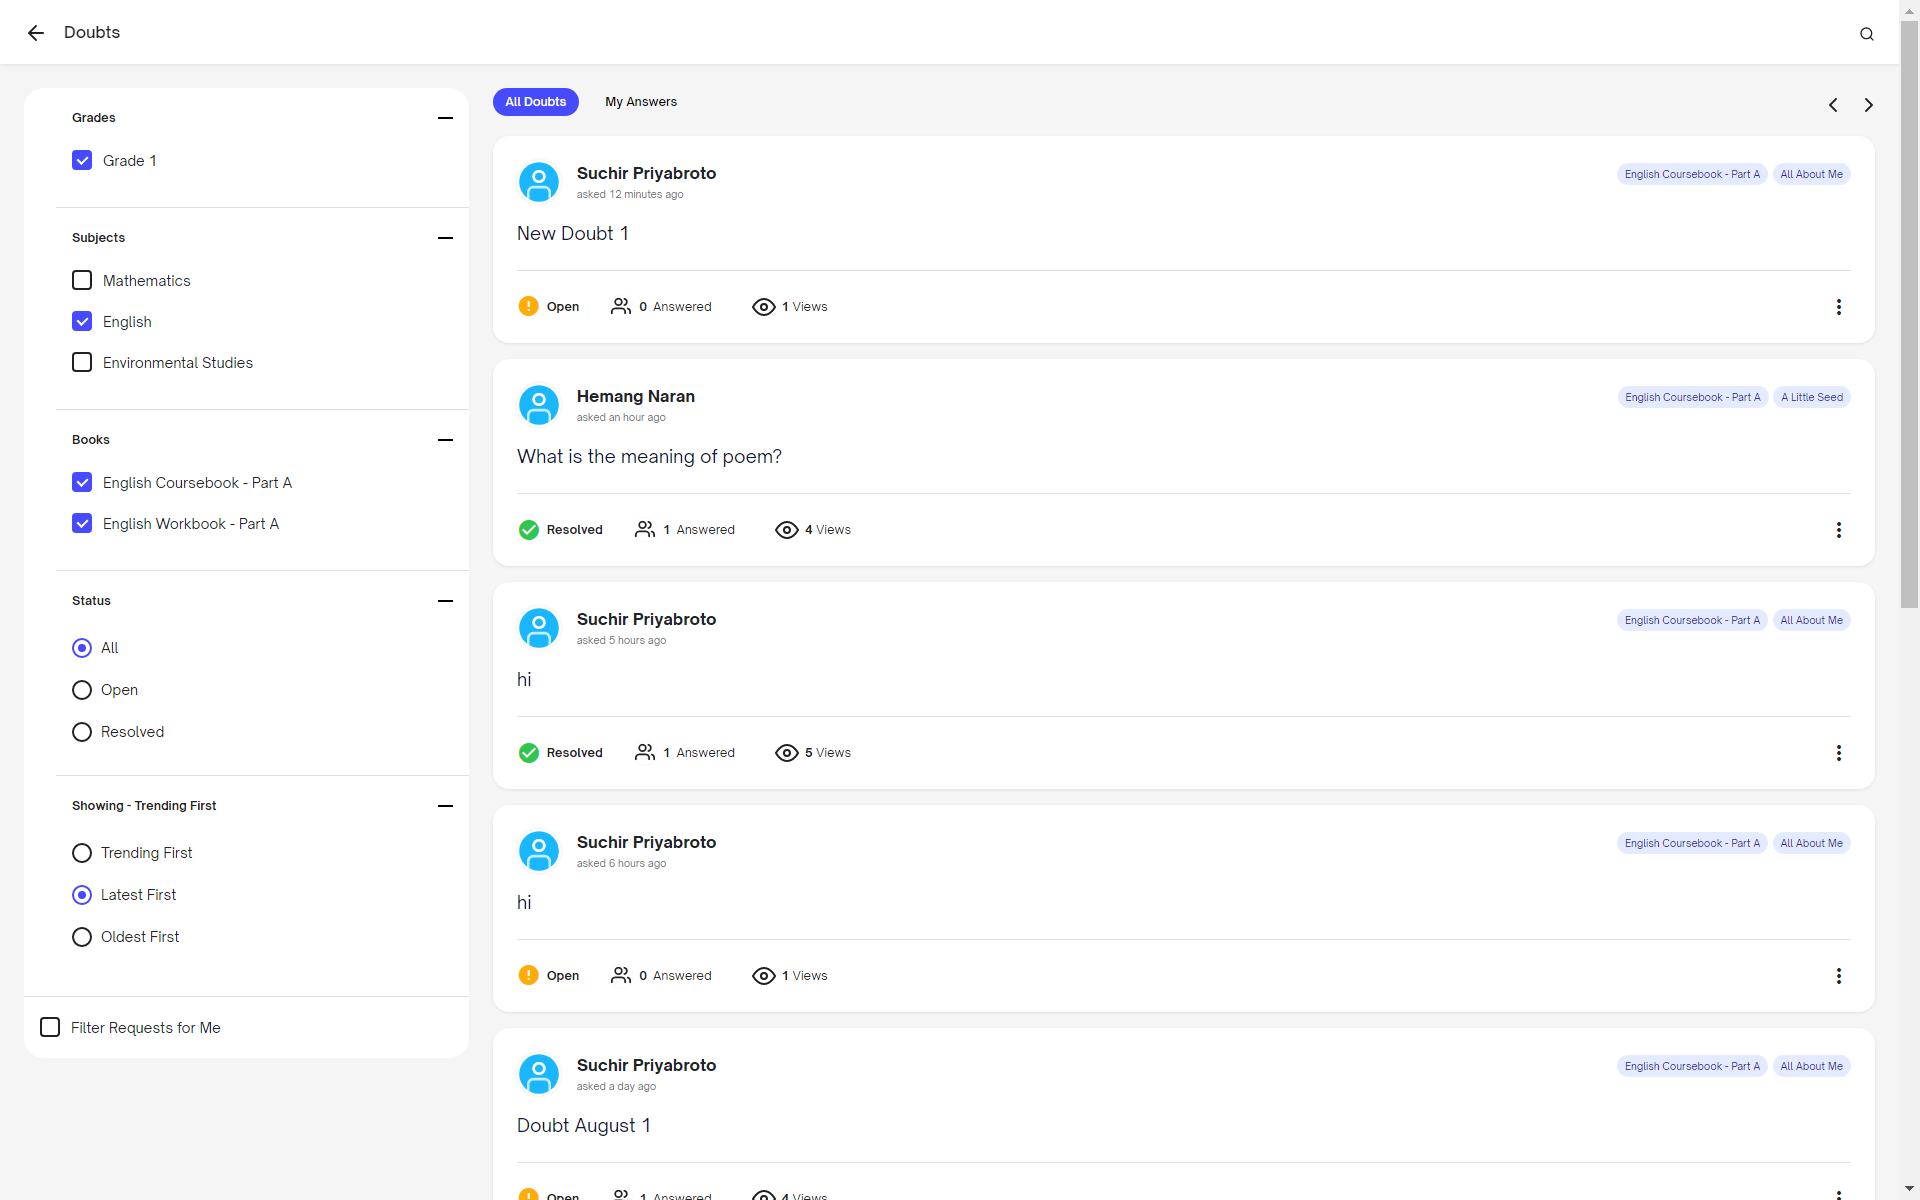 Doubts
Grades
Grade 1
Subjects
Mathematics
English
Environmental Studies
Books
English Coursebook - Part A
English Workbook - Part A
Status
All
Open
Resolved
Showing - Trending First
Trending First
Latest First
Oldest First
Filter Requests for Me
All Doubts
My Answers
Suchir Priyabroto
English Coursebook - Part A
All About Me
asked 12 minutes ago
New Doubt 1
Open
0 Answered
1 Views
Hemang Naran
English Coursebook - Part A
A Little Seed
asked an hour ago
What is the meaning of poem?
Resolved
1 Answered
4 Views
Suchir Priyabroto
English Coursebook - Part A
All About Me
asked 5 hours ago
hi
Resolved
1 Answered
5 Views
Suchir Priyabroto
English Coursebook - Part A
All About Me
asked 6 hours ago
hi
Open
0 Answered
1 Views
Suchir Priyabroto
English Coursebook - Part A
All About Me
asked a day ago
Doubt August 1
Open
1 Answered
4 Views